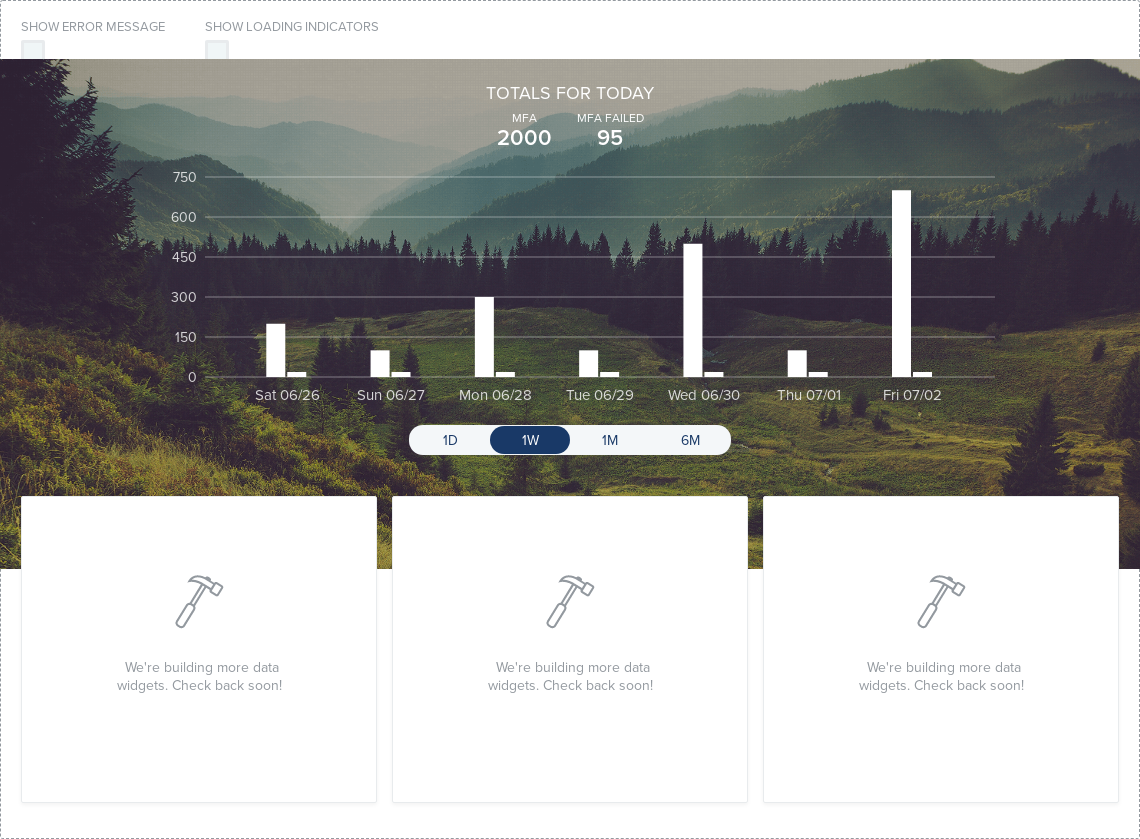 SHOW ERROR MESSAGE SHOW LOADING INDICATORS
TOTALS FOR TODAY
MFA MFA FAILED
2000 95
750
600
450
300
150
0
Sat 06/26 Sun 06/27 Mon 06/28 Tue 06/29 Wed 06/30 Thu 07/01 Fri 07/02
1D 1W 1M 6M
We're building more data
widgets. Check back soon!
We're building more data
widgets. Check back soon!
We're building more data
widgets. Check back soon!